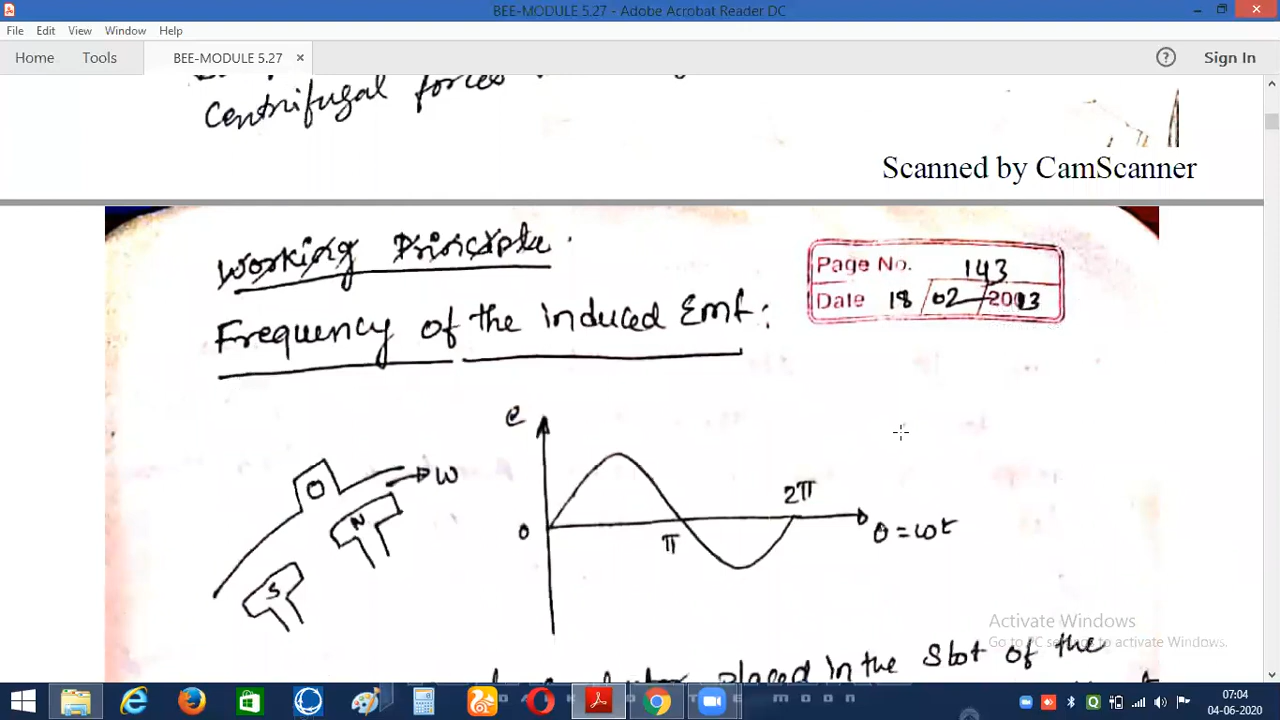 BEE-MODULE 5.27 - Adobe Acrobat Reader DC
File Edit View Window Help
Home Tools BEE-MODULE 5.27 × ? Sign In
Centrifugal forces
Scanned by CamScanner
Working Principle.
Page No. 143
Date 18/02/2013
Frequency of the induced Emf:
e
ω
N
S
0
π
2π
θ = ωt
Activate Windows
Go to PC settings to activate Windows.
placed in the Slot of the
07:04
04-06-2020